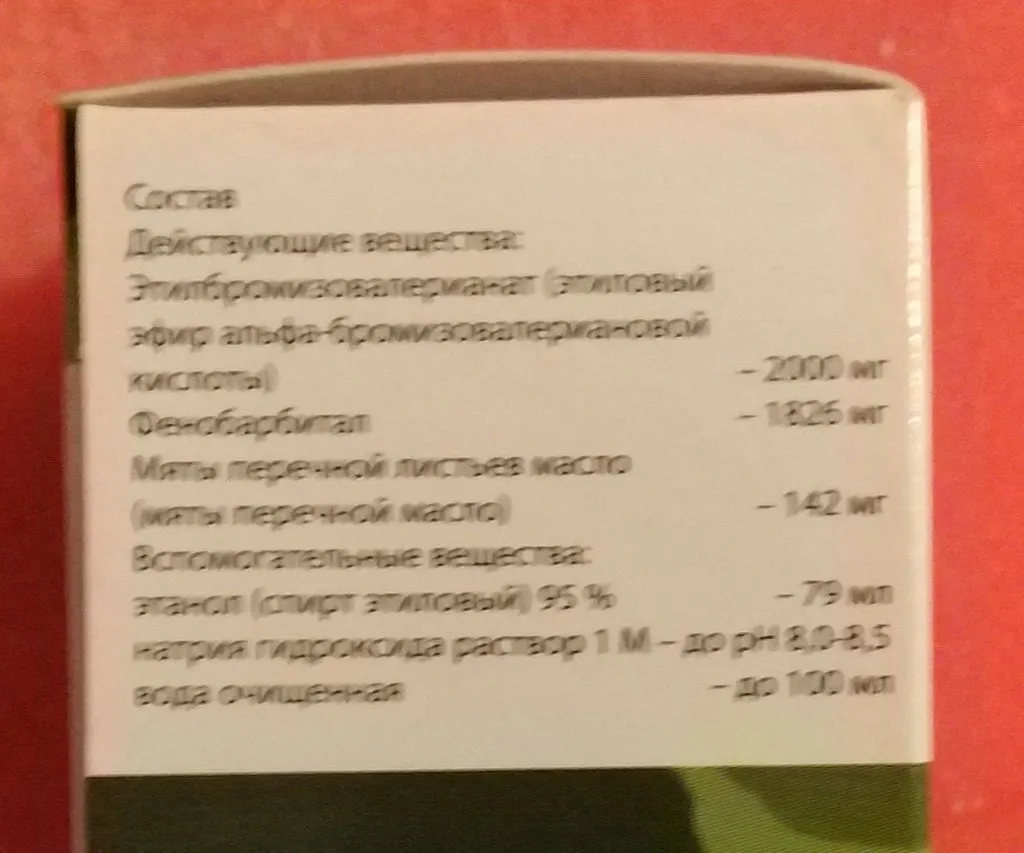 Состав
Действующие вещества:
Этилбромизовалерианат (этиловый
эфир альфа-бромизовалериановой
кислоты) – 2000 мг
Фенобарбитал – 1826 мг
Мяты перечной листьев масло
(мяты перечной масло) – 142 мг
Вспомогательные вещества:
этанол (спирт этиловый) 95 % – 79 мл
натрия гидроксида раствор 1 М – до pH 8,0-8,5
вода очищенная – до 100 мл